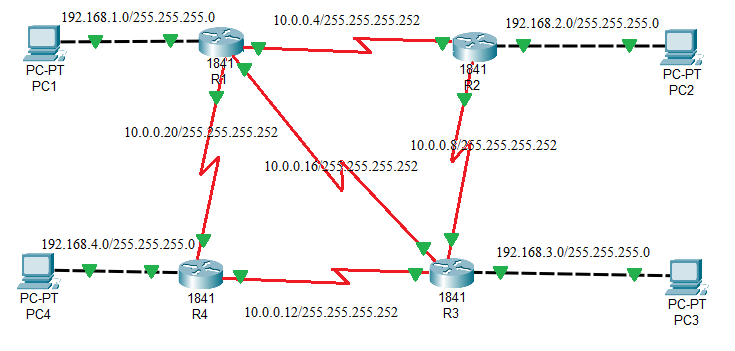 192.168.1.0/255.255.255.0
10.0.0.4/255.255.255.252
192.168.2.0/255.255.255.0
PC-PT
PC1
1841
R1
1841
R2
PC-PT
PC2
10.0.0.20/255.255.255.252
10.0.0.16/255.255.255.252
10.0.0.8/255.255.255.252
192.168.4.0/255.255.255.0
192.168.3.0/255.255.255.0
PC-PT
PC4
1841
R4
10.0.0.12/255.255.255.252
1841
R3
PC-PT
PC3